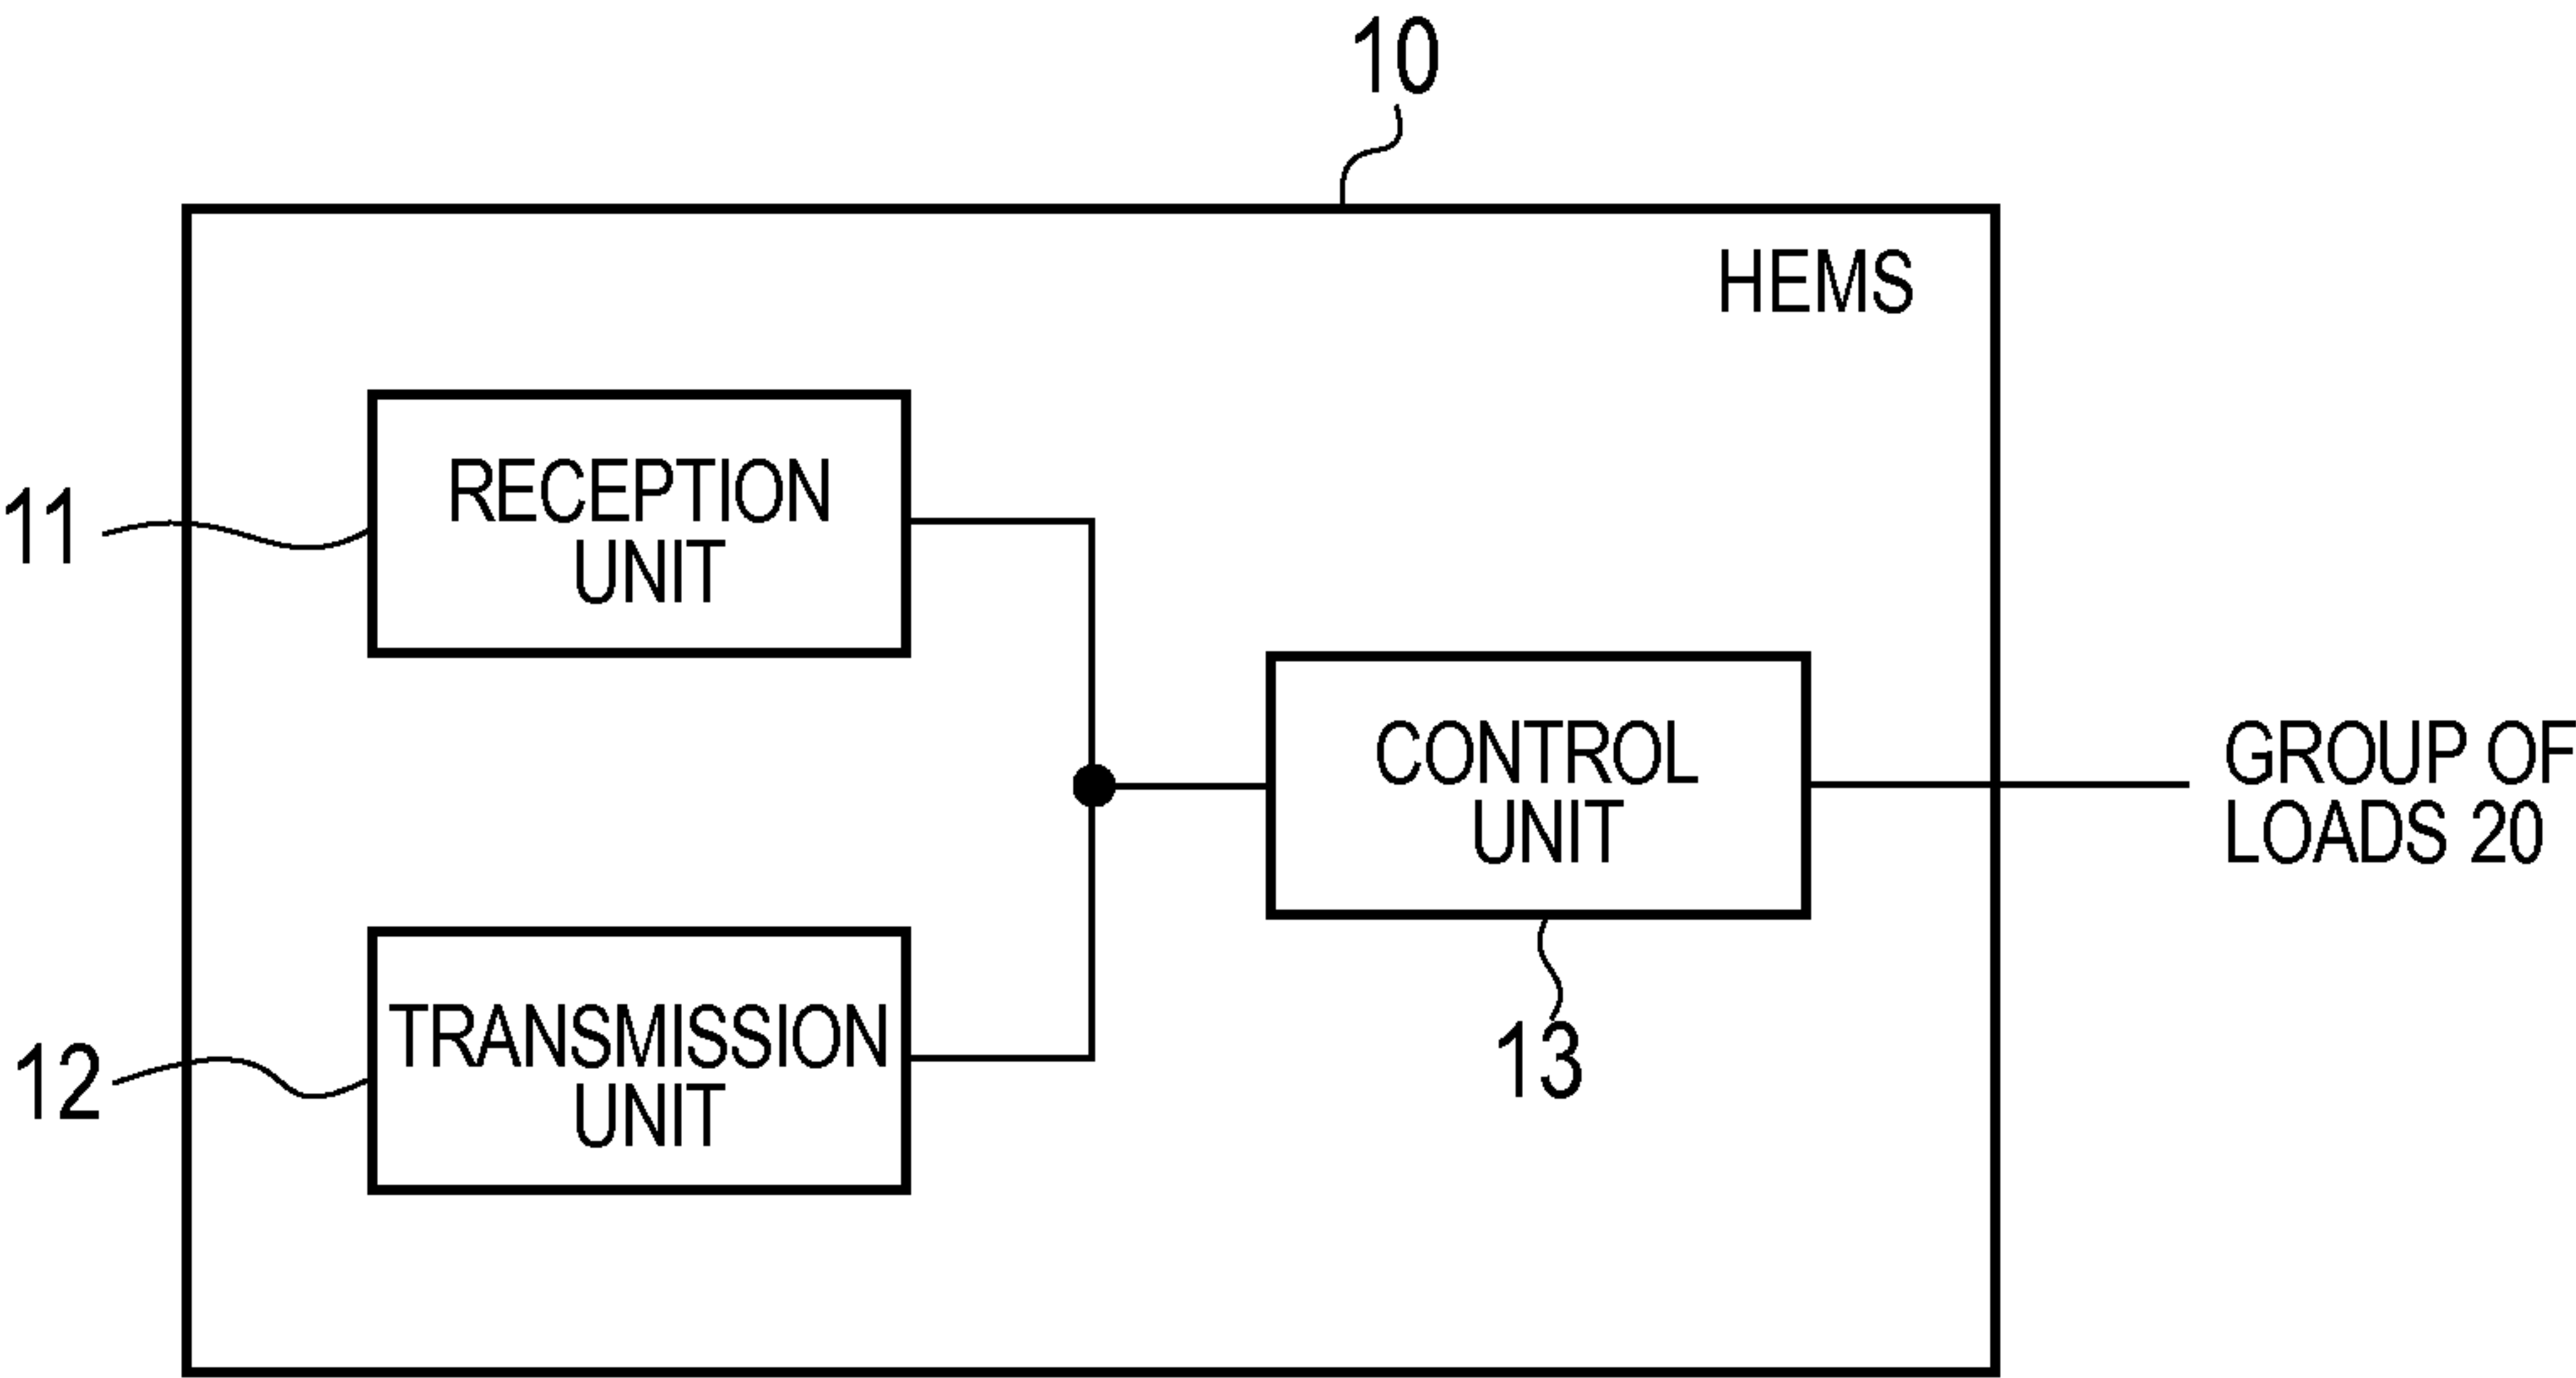 10
HEMS
11
RECEPTION
UNIT
CONTROL
UNIT
GROUP OF
LOADS 20
12
TRANSMISSION
UNIT
13